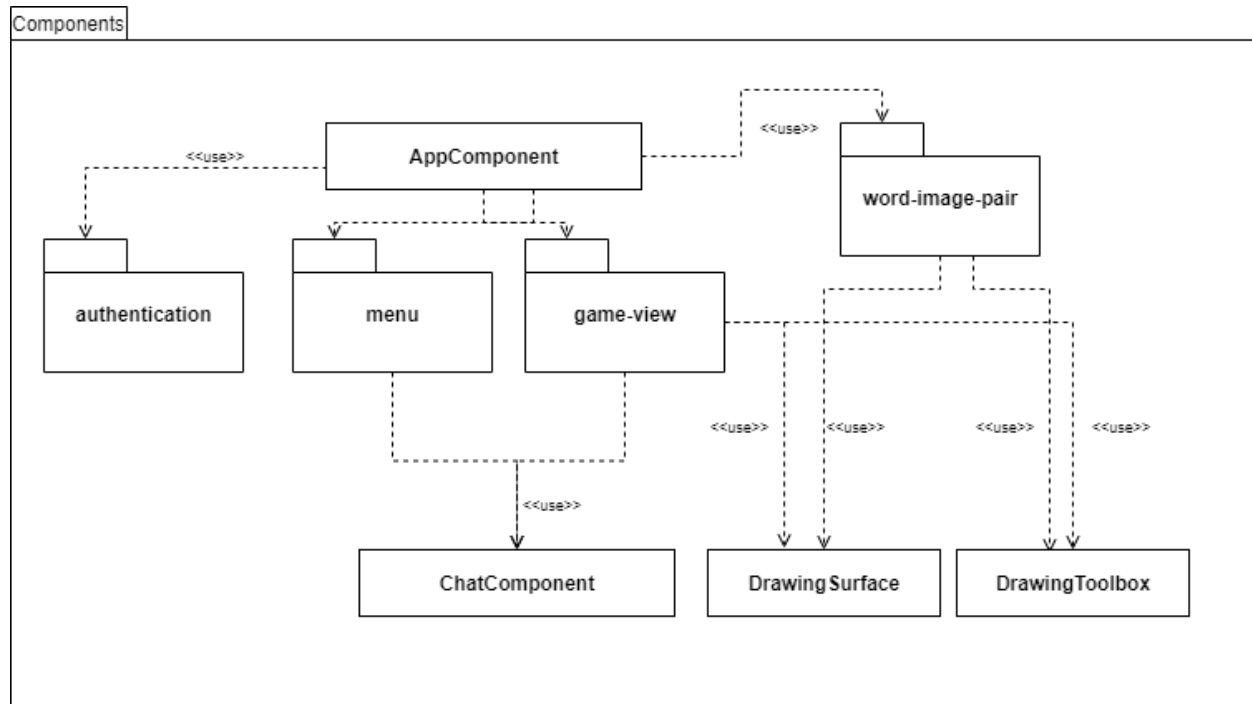 Components
<<use>>
<<use>>
AppComponent
word-image-pair
authentication
menu
game-view
<<use>>
<<use>>
<<use>>
<<use>>
<<use>>
ChatComponent
DrawingSurface
DrawingToolbox